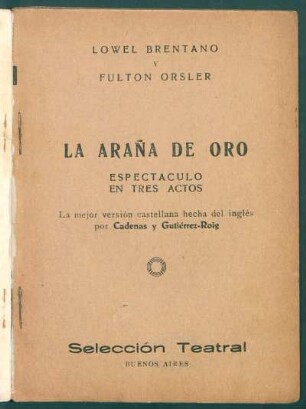 LOWEL BRENTANO
Y
FULTON ORSLER
LA ARAÑA DE ORO
ESPECTACULO
EN TRES ACTOS
La mejor versión castellana hecha del inglés
por Cadenas y Gutiérrez-Roig
Selección Teatral
BUENOS AIRES